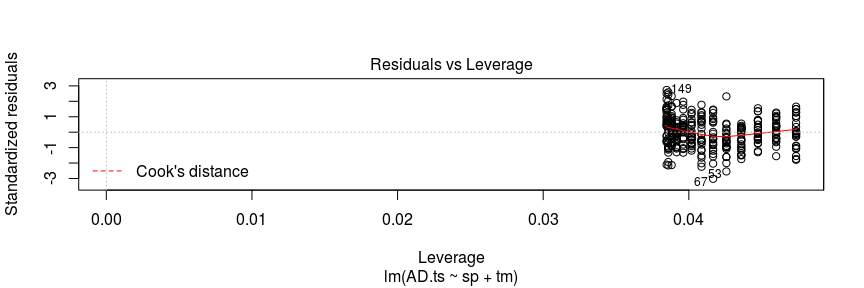 Residuals vs Leverage
Standardized residuals
3
1
-1
-3
149
53
67
Cook's distance
0.00 0.01 0.02 0.03 0.04
Leverage
lm(AD.ts ~ sp + tm)